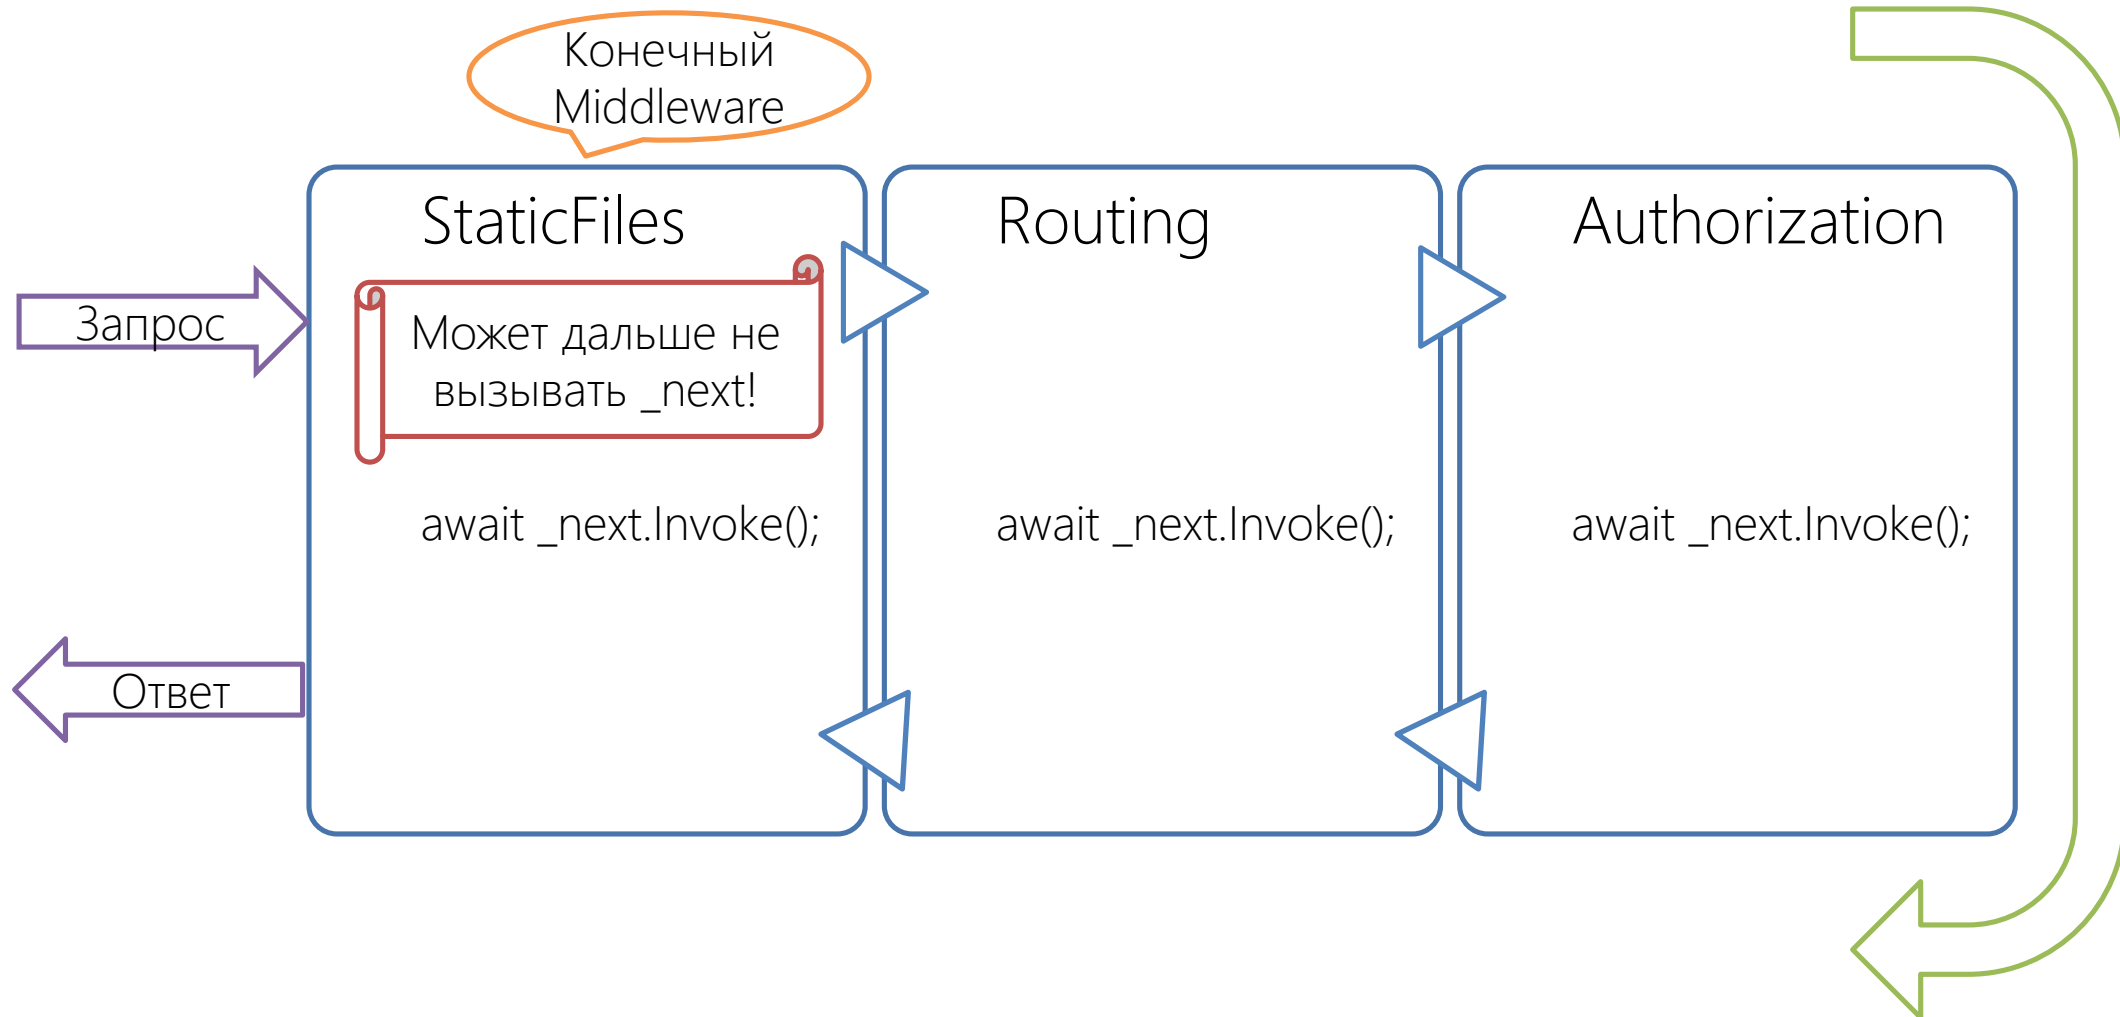 Конечный
Middleware
StaticFiles
Routing
Authorization
Запрос
Может дальше не
вызывать _next!
await _next.Invoke();
await _next.Invoke();
await _next.Invoke();
Ответ